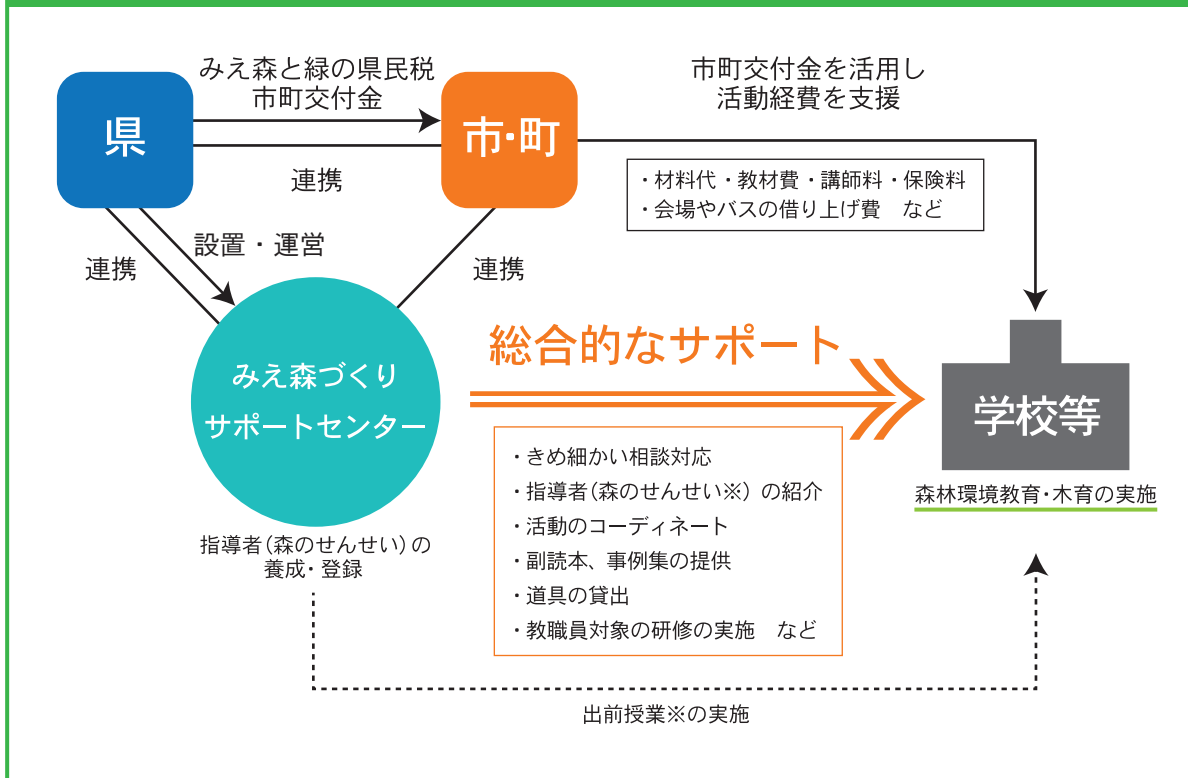 みえ森と緑の県民税
市町交付金
県
市・町
連携
市町交付金を活用し
活動経費を支援
・材料代・教材費・講師料・保険料
・会場やバスの借り上げ費　など
設置・運営
連携
連携
みえ森づくり
サポートセンター
総合的なサポート
学校等
・きめ細かい相談対応
・指導者(森のせんせい※)の紹介
・活動のコーディネート
・副読本、事例集の提供
・道具の貸出
・教職員対象の研修の実施　など
森林環境教育・木育の実施
指導者(森のせんせい)の
養成・登録
出前授業※の実施